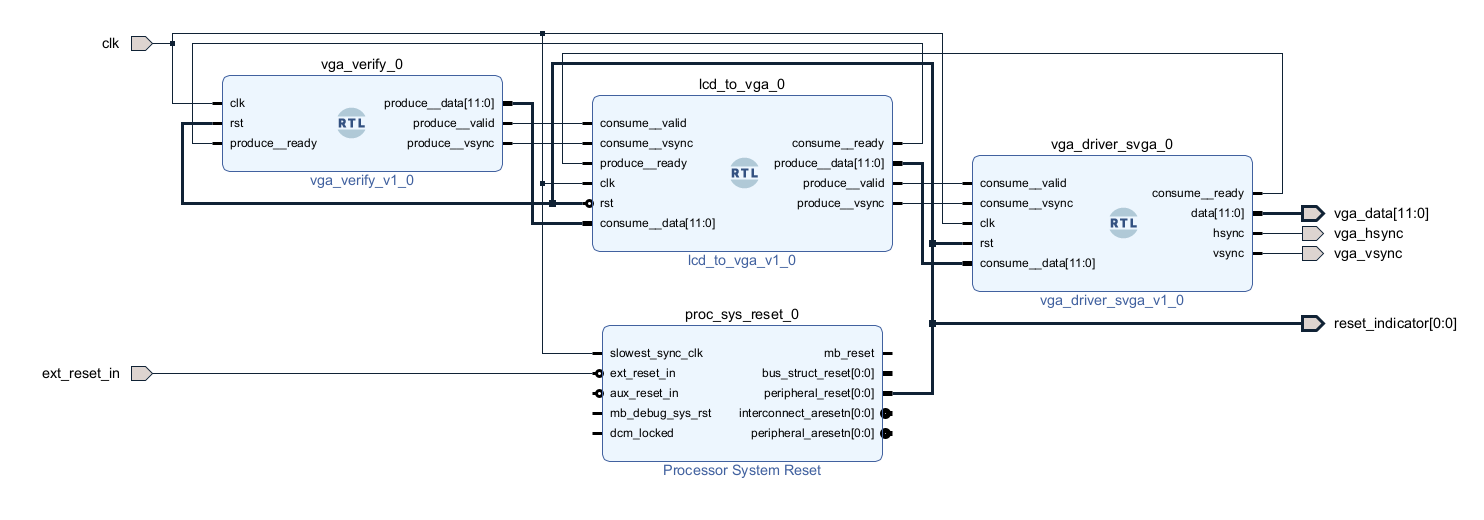 clk
vga_verify_0
clk
rst
produce__ready
RTL
produce__data[11:0]
produce__valid
produce__vsync
vga_verify_v1_0
lcd_to_vga_0
consume__valid
consume__vsync
produce__ready
clk
rst
consume__data[11:0]
RTL
consume__ready
produce__data[11:0]
produce__valid
produce__vsync
lcd_to_vga_v1_0
vga_driver_svga_0
consume__valid
consume__vsync
clk
rst
consume__data[11:0]
RTL
consume__ready
data[11:0]
hsync
vsync
vga_driver_svga_v1_0
vga_data[11:0]
vga_hsync
vga_vsync
reset_indicator[0:0]
ext_reset_in
proc_sys_reset_0
slowest_sync_clk
ext_reset_in
aux_reset_in
mb_debug_sys_rst
dcm_locked
mb_reset
bus_struct_reset[0:0]
peripheral_reset[0:0]
interconnect_aresetn[0:0]
peripheral_aresetn[0:0]
Processor System Reset